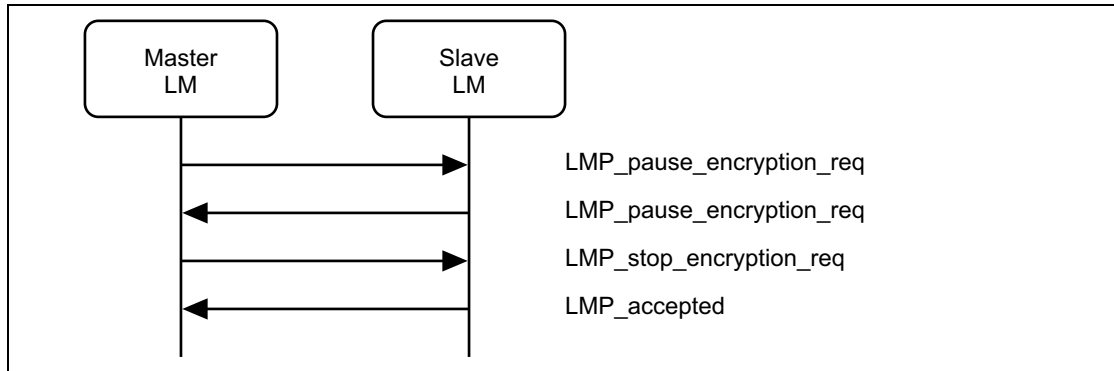 Master
LM
Slave
LM
LMP_pause_encryption_req
LMP_pause_encryption_req
LMP_stop_encryption_req
LMP_accepted